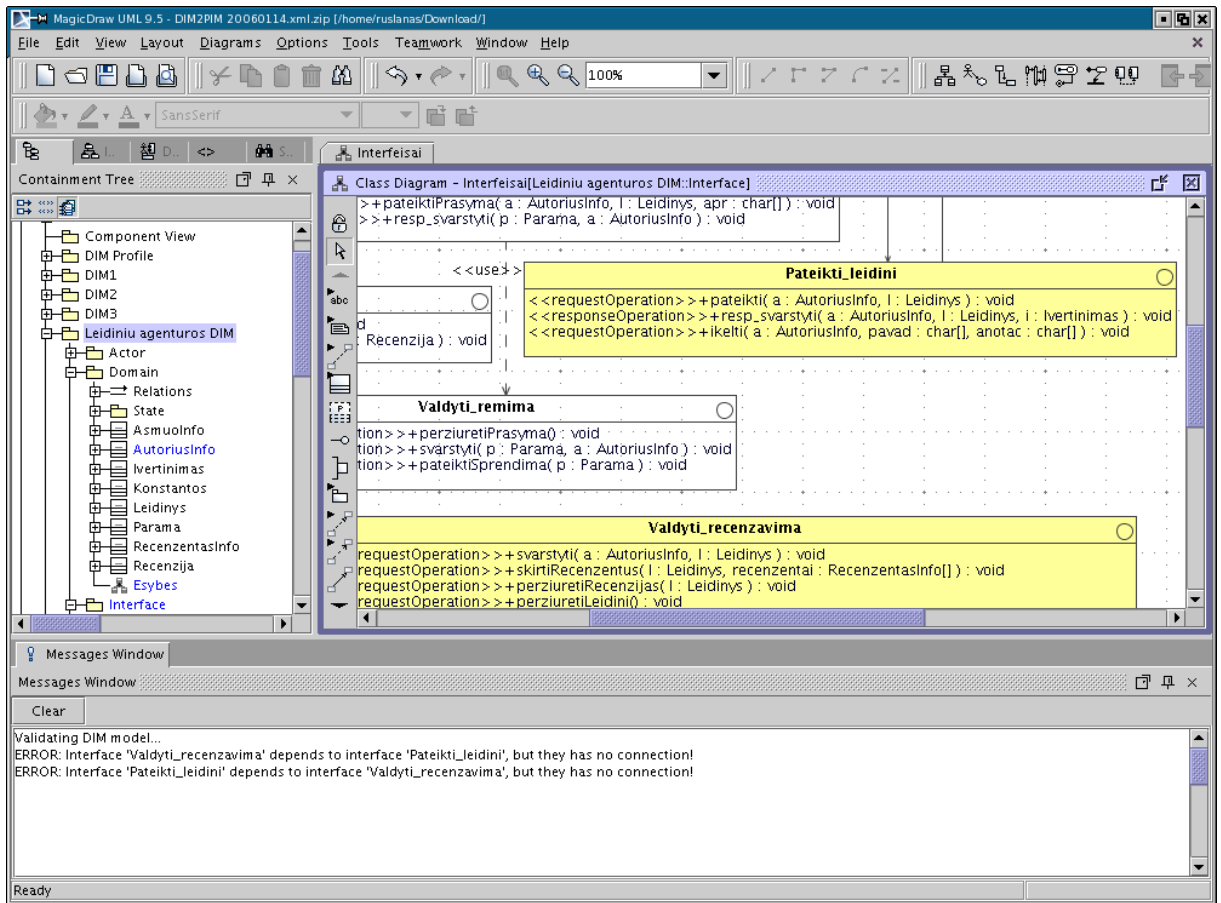 MagicDraw UML 9.5 - DIM2PIM 20060114.xml.zip [/home/ruslanas/Download/]
File Edit View Layout Diagrams Options Tools Teamwork Window Help
100%
SansSerif
I.. D.. <> S..
Interfeisai
Containment Tree
Class Diagram - Interfeisai[Leidiniu agenturos DIM::Interface]
Component View
DIM Profile
DIM1
DIM2
DIM3
Leidiniu agenturos DIM
Actor
Domain
Relations
State
AsmuoInfo
AutoriusInfo
Ivertinimas
Konstantos
Leidinys
Parama
RecenzentasInfo
Recenzija
Esybes
Interface
abc
>+pateiktiPrasyma( a : AutoriusInfo, l : Leidinys, apr : char[] ) : void
>>+resp_svarstyti( p : Parama, a : AutoriusInfo ) : void
<<use>>
Pateikti_leidini
<<requestOperation>>+pateikti( a : AutoriusInfo, l : Leidinys ) : void
<<responseOperation>>+resp_svarstyti( a : AutoriusInfo, l : Leidinys, i : Ivertinimas ) : void
<<requestOperation>>+ikelti( a : AutoriusInfo, pavad : char[], anotac : char[] ) : void
d
: Recenzija ) : void
Valdyti_remima
tion>>+perziuretiPrasyma() : void
tion>>+svarstyti( p : Parama, a : AutoriusInfo ) : void
tion>>+pateiktiSprendima( p : Parama ) : void
Valdyti_recenzavima
requestOperation>>+svarstyti( a : AutoriusInfo, l : Leidinys ) : void
requestOperation>>+skirtiRecenzentus( l : Leidinys, recenzentai : RecenzentasInfo[] ) : void
requestOperation>>+perziuretiRecenzijas( l : Leidinys ) : void
requestOperation>>+perziuretiLeidini() : void
Messages Window
Messages Window
Clear
Validating DIM model...
ERROR: Interface 'Valdyti_recenzavima' depends to interface 'Pateikti_leidini', but they has no connection!
ERROR: Interface 'Pateikti_leidini' depends to interface 'Valdyti_recenzavima', but they has no connection!
Ready